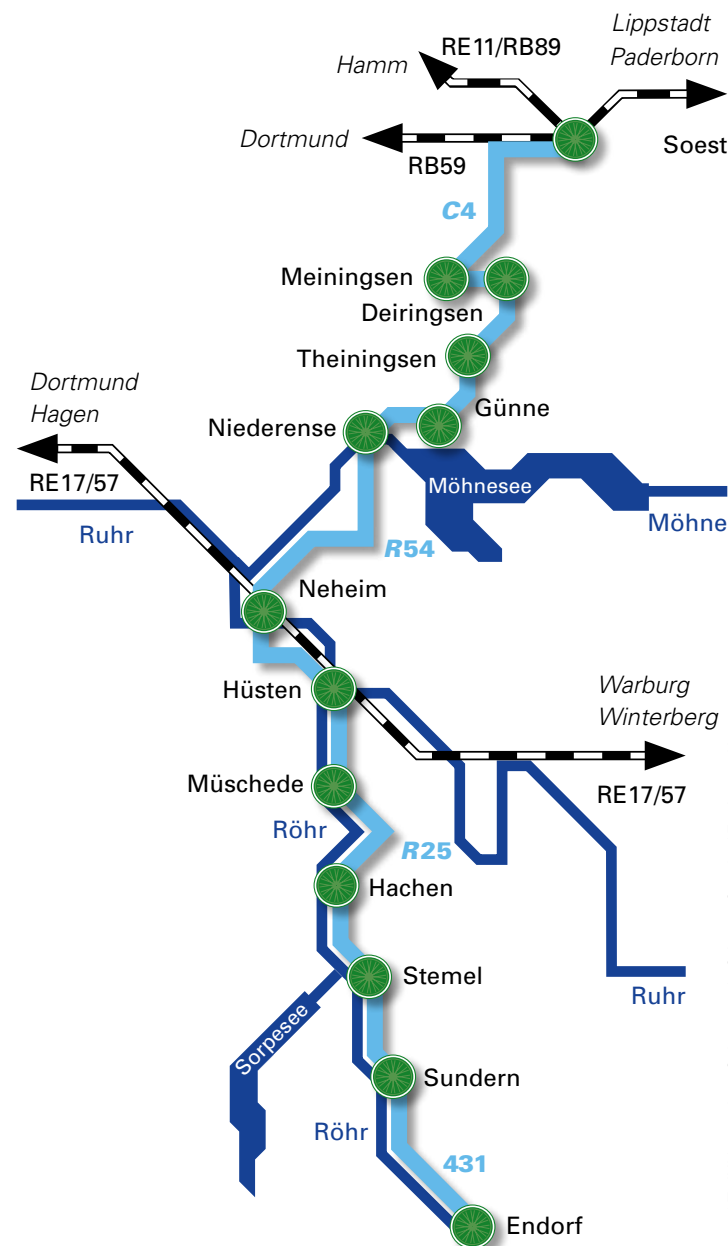 Lippstadt
Paderborn
RE11/RB89
Hamm
Dortmund
Soest
RB59
C4
Meiningsen
Deiringsen
Theiningsen
Dortmund
Hagen
Günne
Niederense
RE17/57
Möhnesee
Ruhr
Möhne
R54
Neheim
Hüsten
Warburg
Winterberg
Müschede
RE17/57
Röhr
R25
Hachen
Stemel
Ruhr
Sorpesee
Sundern
Röhr
431
Endorf